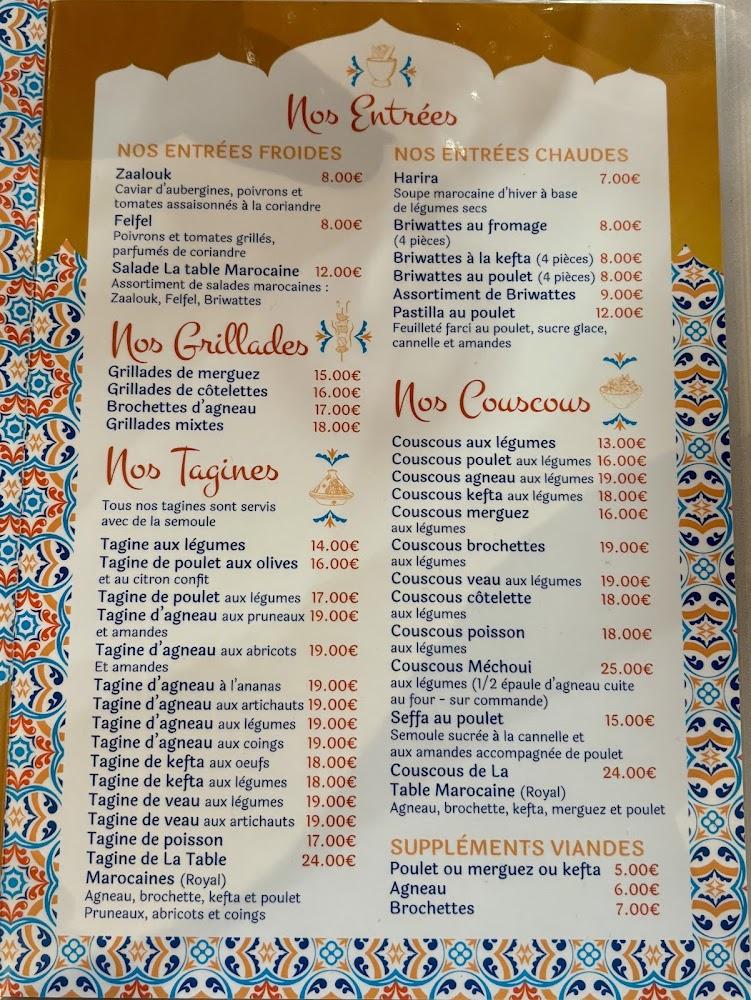 Nos Entrées
NOS ENTRÉES FROIDES
Zaalouk 8.00€
Caviar d'aubergines, poivrons et
tomates assaisonnés à la coriandre
Felfel 8.00€
Poivrons et tomates grillés,
parfumés de coriandre
Salade La table Marocaine 12.00€
Assortiment de salades marocaines :
Zaalouk, Felfel, Briwattes
NOS ENTRÉES CHAUDES
Harira 7.00€
Soupe marocaine d'hiver à base
de légumes secs
Briwattes au fromage 8.00€
(4 pièces)
Briwattes à la kefta (4 pièces) 8.00€
Briwattes au poulet (4 pièces) 8.00€
Assortiment de Briwattes 9.00€
Pastilla au poulet 12.00€
Feuilleté farci au poulet, sucre glace,
cannelle et amandes
Nos Grillades
Grillades de merguez 15.00€
Grillades de côtelettes 16.00€
Brochettes d'agneau 17.00€
Grillades mixtes 18.00€
Nos Tagines
Tous nos tagines sont servis
avec de la semoule
Tagine aux légumes 14.00€
Tagine de poulet aux olives 16.00€
et au citron confit
Tagine de poulet aux légumes 17.00€
Tagine d'agneau aux pruneaux 19.00€
et amandes
Tagine d'agneau aux abricots 19.00€
Et amandes
Tagine d'agneau à l'ananas 19.00€
Tagine d'agneau aux artichauts 19.00€
Tagine d'agneau aux légumes 19.00€
Tagine d'agneau aux coings 19.00€
Tagine de kefta aux oeufs 18.00€
Tagine de kefta aux légumes 18.00€
Tagine de veau aux légumes 19.00€
Tagine de veau aux artichauts 19.00€
Tagine de poisson 17.00€
Tagine de La Table 24.00€
Marocaines (Royal)
Agneau, brochette, kefta et poulet
Pruneaux, abricots et coings
Nos Couscous
Couscous aux légumes 13.00€
Couscous poulet aux légumes 16.00€
Couscous agneau aux légumes 19.00€
Couscous kefta aux légumes 18.00€
Couscous merguez 16.00€
aux légumes
Couscous brochettes 19.00€
aux légumes
Couscous veau aux légumes 19.00€
Couscous côtelette 18.00€
aux légumes
Couscous poisson 18.00€
aux légumes
Couscous Méchoui 25.00€
aux légumes (1/2 épaule d'agneau cuite
au four - sur commande)
Seffa au poulet 15.00€
Semoule sucrée à la cannelle et
aux amandes accompagnée de poulet
Couscous de La 24.00€
Table Marocaine (Royal)
Agneau, brochette, kefta, merguez et poulet
SUPPLÉMENTS VIANDES
Poulet ou merguez ou kefta 5.00€
Agneau 6.00€
Brochettes 7.00€